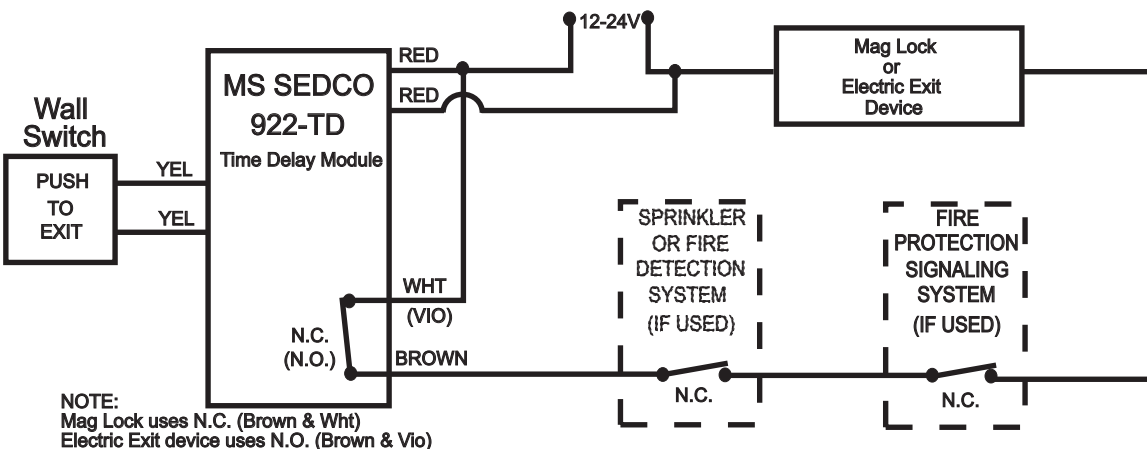 12-24V
RED
RED
MS SEDCO
922-TD
Time Delay Module
Mag Lock
or
Electric Exit
Device
Wall
Switch
PUSH
TO
EXIT
YEL
YEL
WHT
(VIO)
N.C.
(N.O.)
BROWN
SPRINKLER
OR FIRE
DETECTION
SYSTEM
(IF USED)
N.C.
FIRE
PROTECTION
SIGNALING
SYSTEM
(IF USED)
N.C.
NOTE:
Mag Lock uses N.C. (Brown & Wht)
Electric Exit device uses N.O. (Brown & Vio)